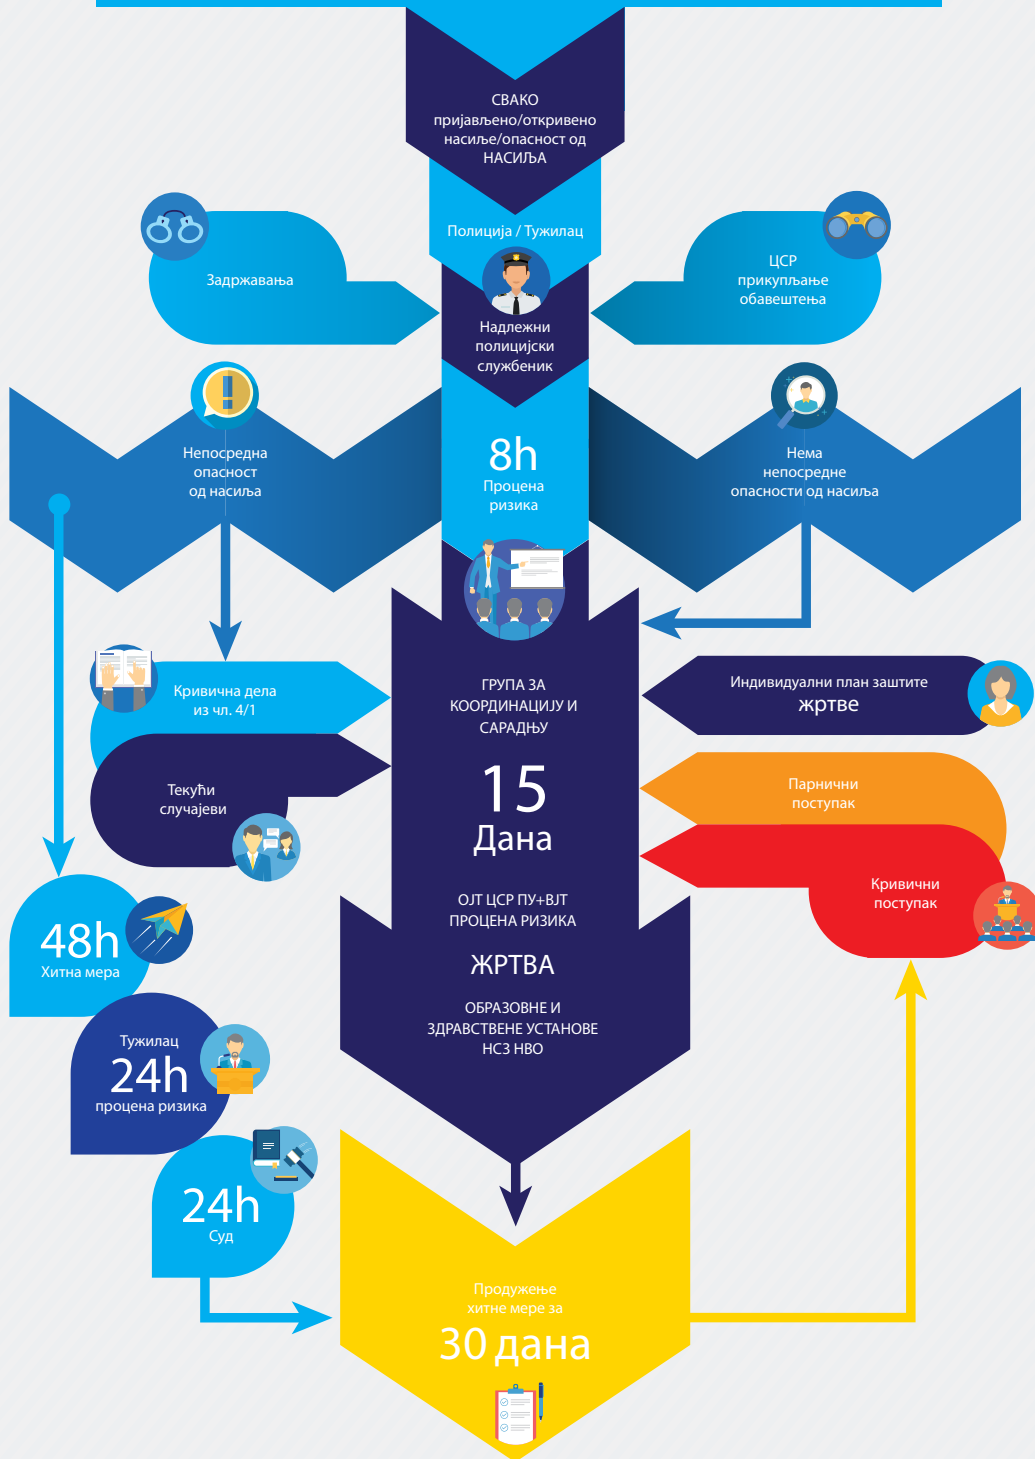 СВАКО
пријављено/откривено
насиље/опасност од
НАСИЉА
Полиција / Тужилац
Задржавања
ЦСР
прикупљање
обавештења
Надлежни
полицијски
службеник
8h
Процена
ризика
Непосредна
опасност
од насиља
Нема
непосредне
опасности од насиља
Кривична дела
из чл. 4/1
Текући
случајеви
ГРУПА ЗА
КООРДИНАЦИЈУ И
САРАДЊУ
15
Дана
ОЈТ ЦСР ПУ+ВЈТ
ПРОЦЕНА РИЗИКА
ЖРТВА
ОБРАЗОВНЕ И
ЗДРАВСТВЕНЕ УСТАНОВЕ
НСЗ НВО
Индивидуални план заштите
жртве
Парнични
поступак
Кривични
поступак
48h
Хитна мера
Тужилац
24h
процена ризика
24h
Суд
Продужење
хитне мере за
30 дана